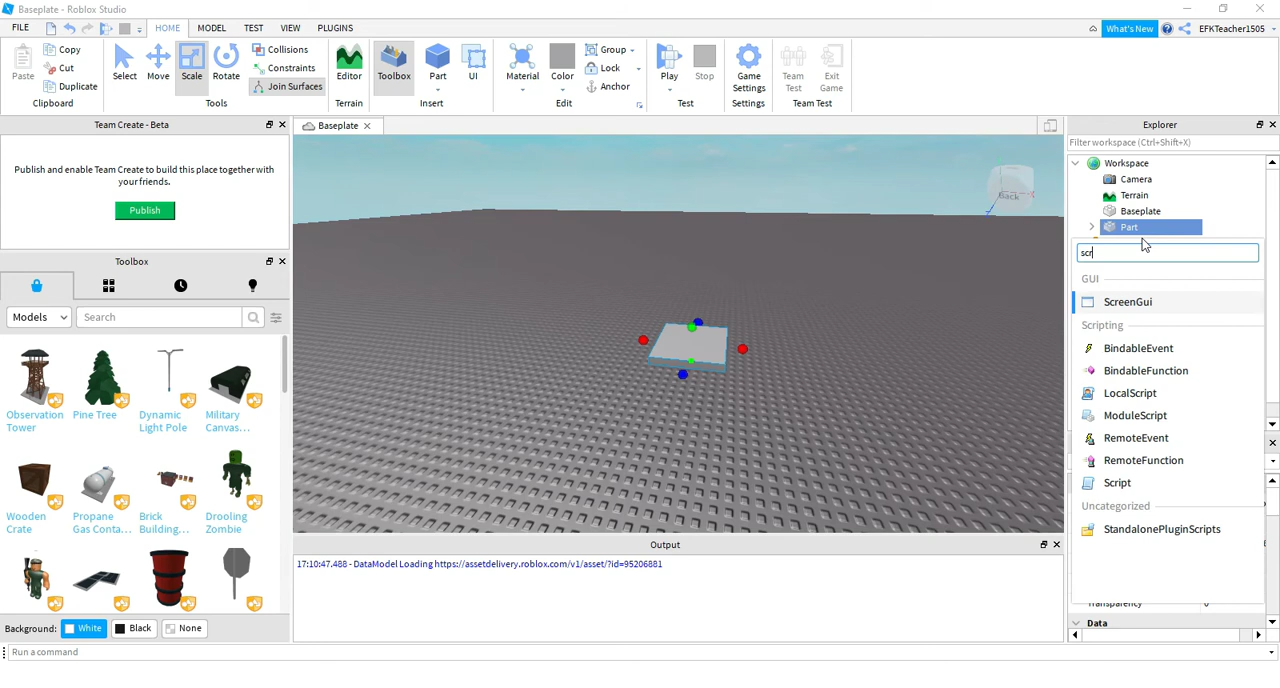 Baseplate - Roblox Studio
FILE HOME MODEL TEST VIEW PLUGINS What's New EFKTeacher1505
Paste Copy Cut Duplicate
Select Move Scale Rotate
Collisions Constraints Join Surfaces
Editor Toolbox Part UI
Material Color Group Lock Anchor
Play Stop Game Settings Team Test Exit Game
Clipboard Tools Terrain Insert Edit Test Settings Team Test
Team Create - Beta
Publish and enable Team Create to build this place together with
your friends.
Publish
Toolbox
Models Search
Observation Tower
Pine Tree
Dynamic Light Pole
Military Canvas...
Wooden Crate
Propane Gas Conta...
Brick Building...
Drooling Zombie
Background: White Black None
Run a command
Baseplate
Back
Output
17:10:47.488 - DataModel Loading https://assetdelivery.roblox.com/v1/asset/?id=95206881
Explorer
Filter workspace (Ctrl+Shift+X)
Workspace
Camera
Terrain
Baseplate
Part
scr
GUI
ScreenGui
Scripting
BindableEvent
BindableFunction
LocalScript
ModuleScript
RemoteEvent
RemoteFunction
Script
Uncategorized
StandalonePluginScripts
Transparency 0
Data